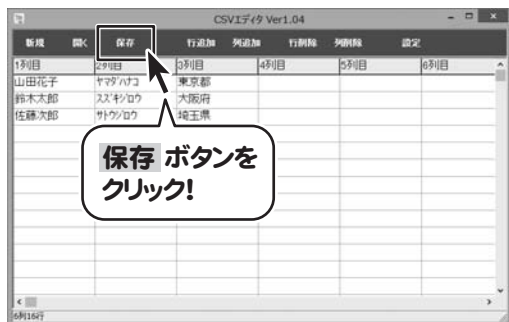 CSVエディタ Ver1.04
新規 開く 保存 行追加 列追加 行削除 列削除 設定
1列目 2列目 3列目 4列目 5列目 6列目
山田花子 ヤマダハナコ 東京都
鈴木太郎 スズキジロウ 大阪府
佐藤次郎 サトウジロウ 埼玉県
保存 ボタンを
クリック!
6列16行